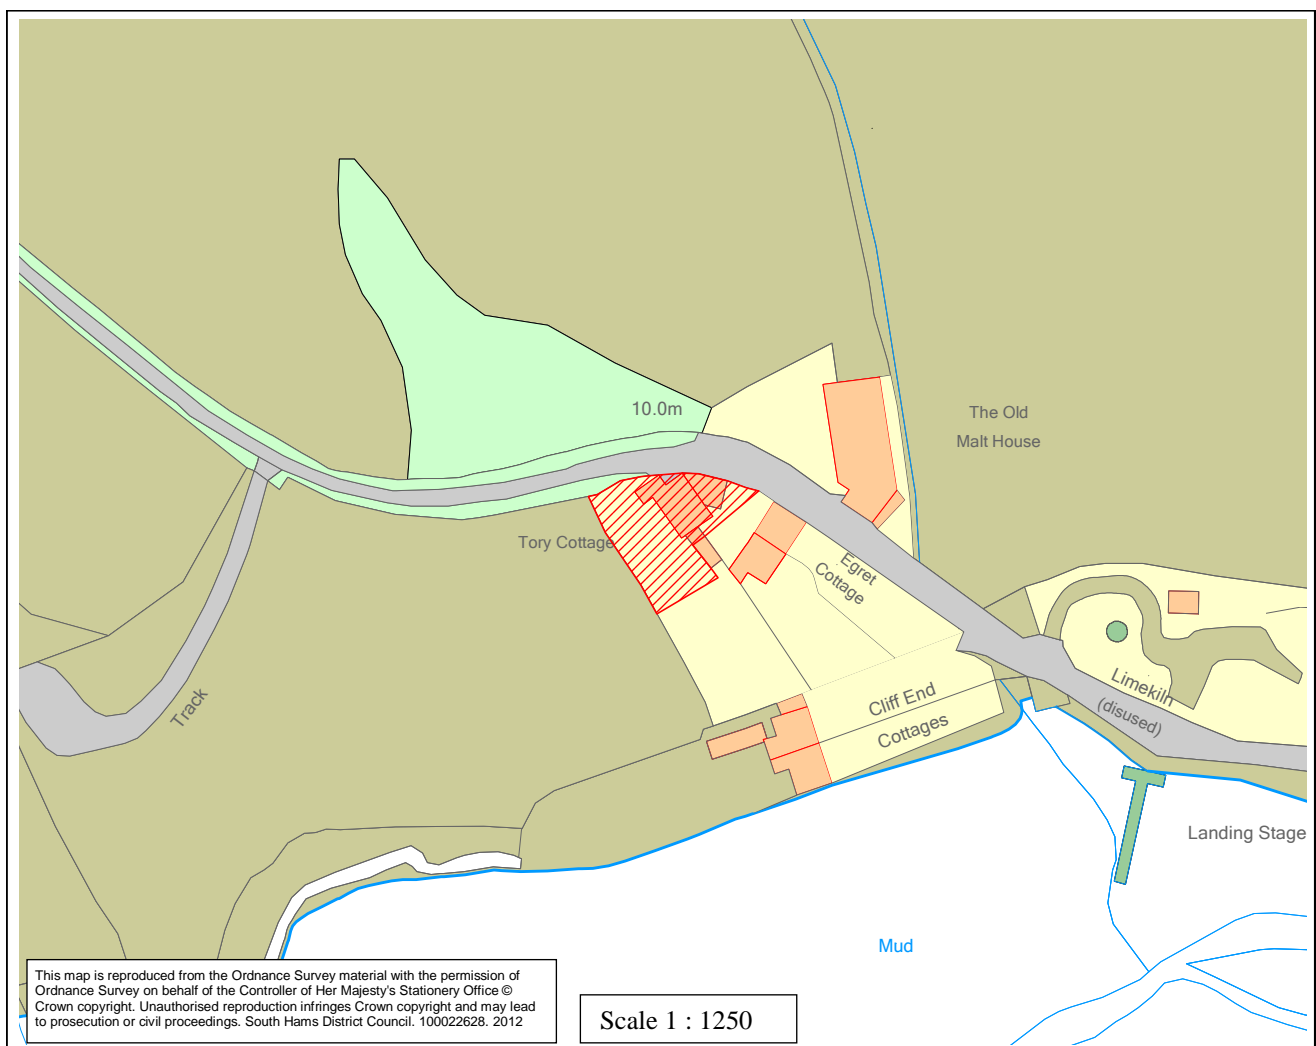 10.0m
The Old
Malt House
Tory Cottage
Egret
Cottage
Track
Cliff End
Cottages
Limekiln
(disused)
Landing Stage
Mud
This map is reproduced from the Ordnance Survey material with the permission of
Ordnance Survey on behalf of the Controller of Her Majesty's Stationery Office ©
Crown copyright. Unauthorised reproduction infringes Crown copyright and may lead
to prosecution or civil proceedings. South Hams District Council. 100022628. 2012
Scale 1 : 1250